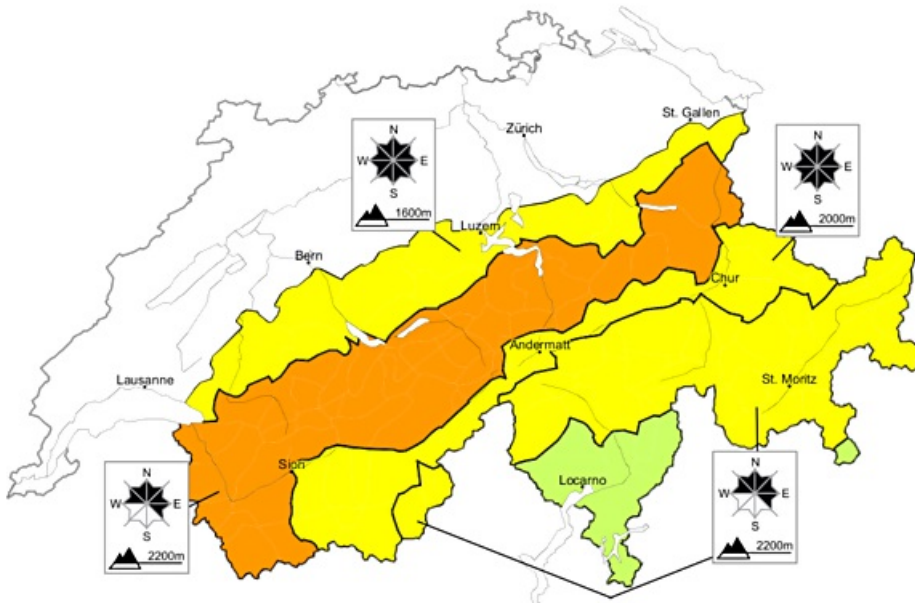 St. Gallen
Zürich
N
W E
S
1600m
N
W E
S
2000m
Luzern
Bern
Chur
Andermatt
Lausanne
St. Moritz
Sion
Locarno
N
W E
S
2200m
N
W E
S
2200m